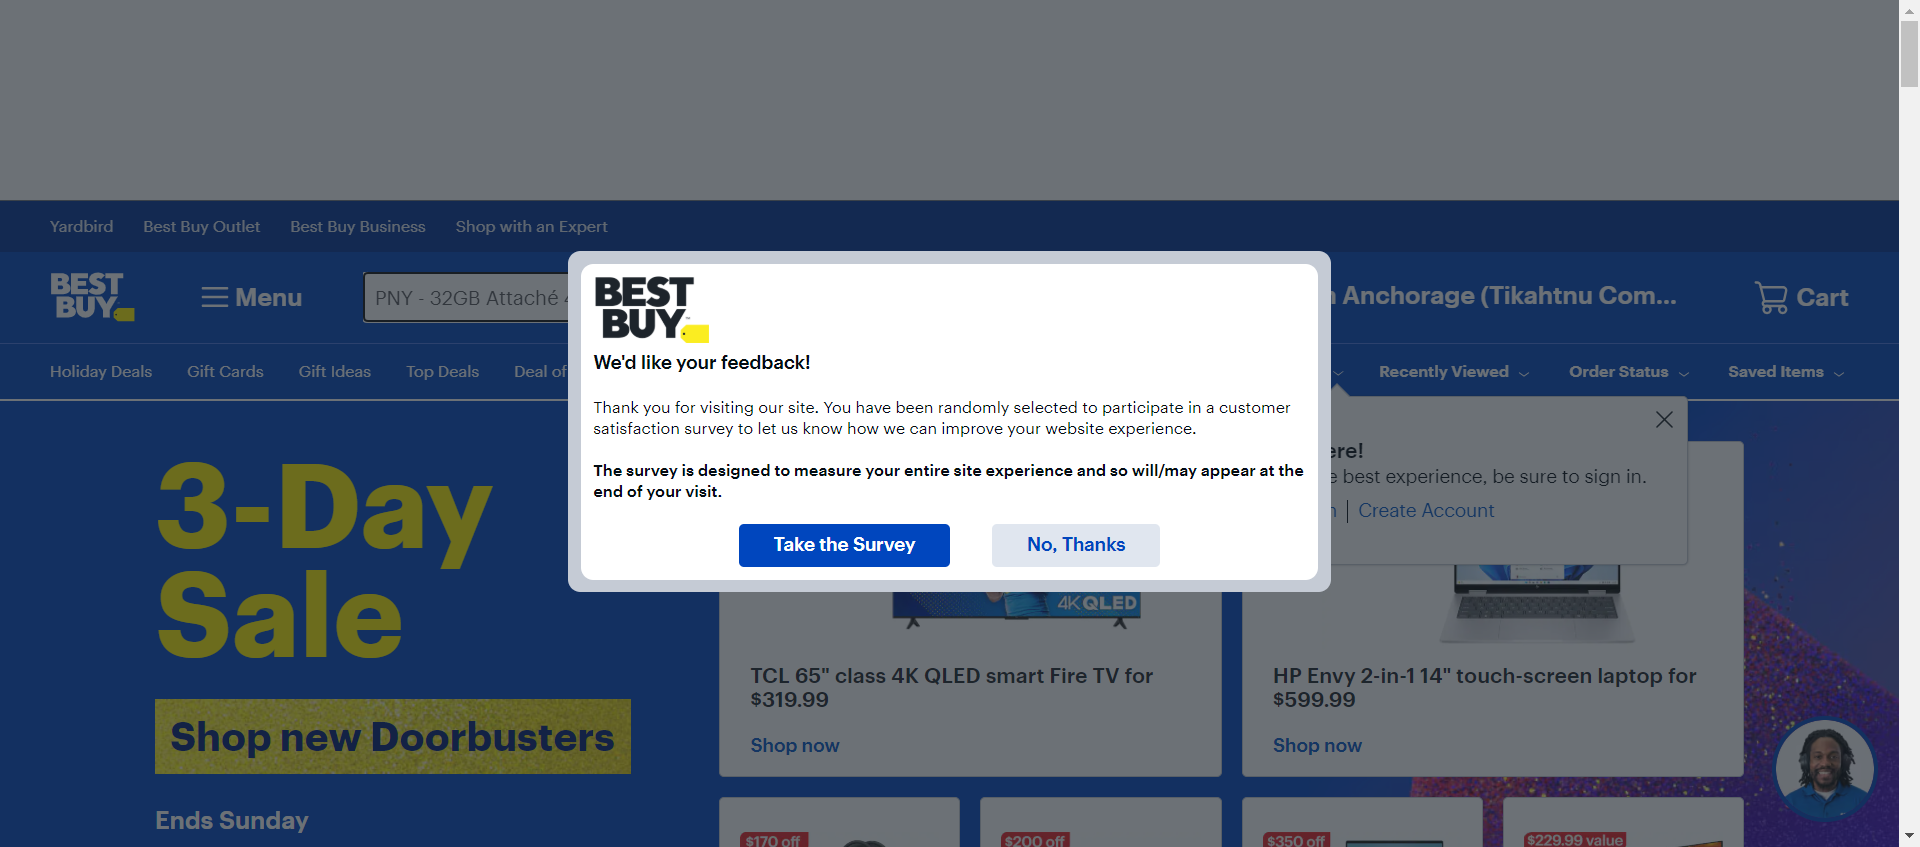 Yardbird Best Buy Outlet Best Buy Business Shop with an Expert
BEST
BUY
Menu
PNY - 32GB Attaché
Anchorage (Tikahtnu Com...
Cart
Holiday Deals Gift Cards Gift Ideas Top Deals Deal of
Recently Viewed Order Status Saved Items
BEST
BUY™
We'd like your feedback!
Thank you for visiting our site. You have been randomly selected to participate in a customer
satisfaction survey to let us know how we can improve your website experience.
The survey is designed to measure your entire site experience and so will/may appear at the
end of your visit.
Take the Survey
No, Thanks
best experience, be sure to sign in.
Create Account
3-Day
Sale
Shop new Doorbusters
Ends Sunday
4K QLED
TCL 65" class 4K QLED smart Fire TV for
$319.99
Shop now
HP Envy 2-in-1 14" touch-screen laptop for
$599.99
Shop now
$170 off
$200 off
$350 off
$229.99 value